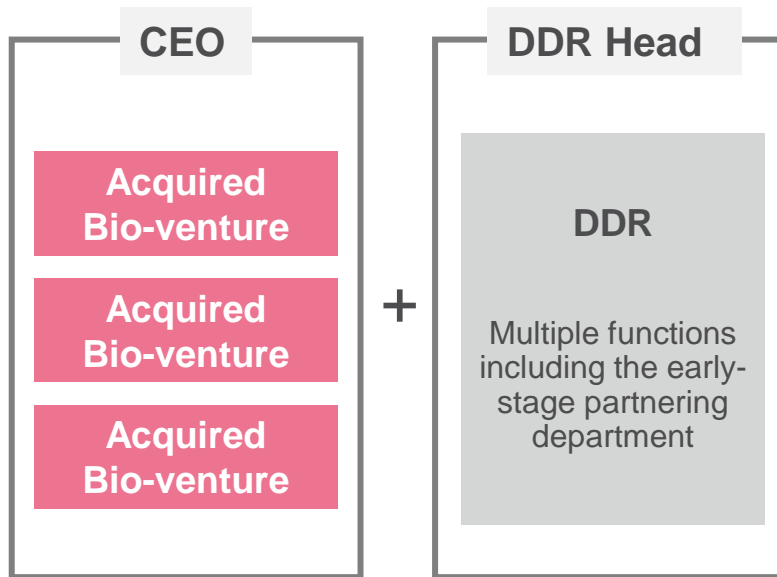 CEO
Acquired
Bio-venture
Acquired
Bio-venture
Acquired
Bio-venture
+
DDR Head
DDR
Multiple functions
including the early-
stage partnering
department